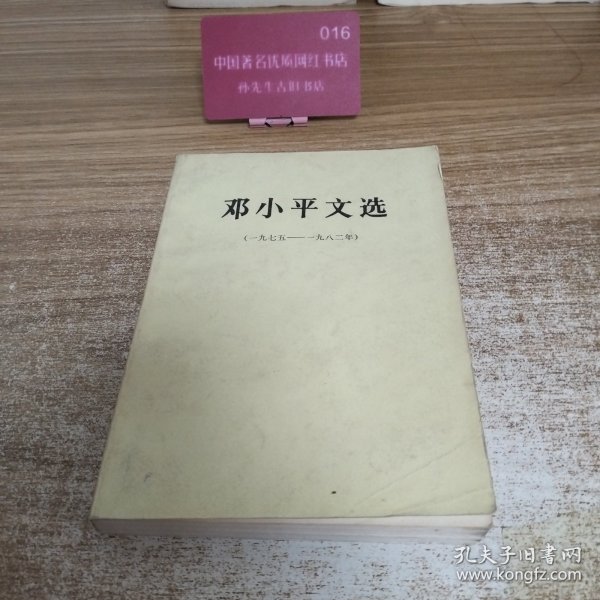 016
中国著名优质网红书店
孙先生古旧书店
邓小平文选
(一九七五——一九八二年)
孔夫子旧书网
www.kongfz.com